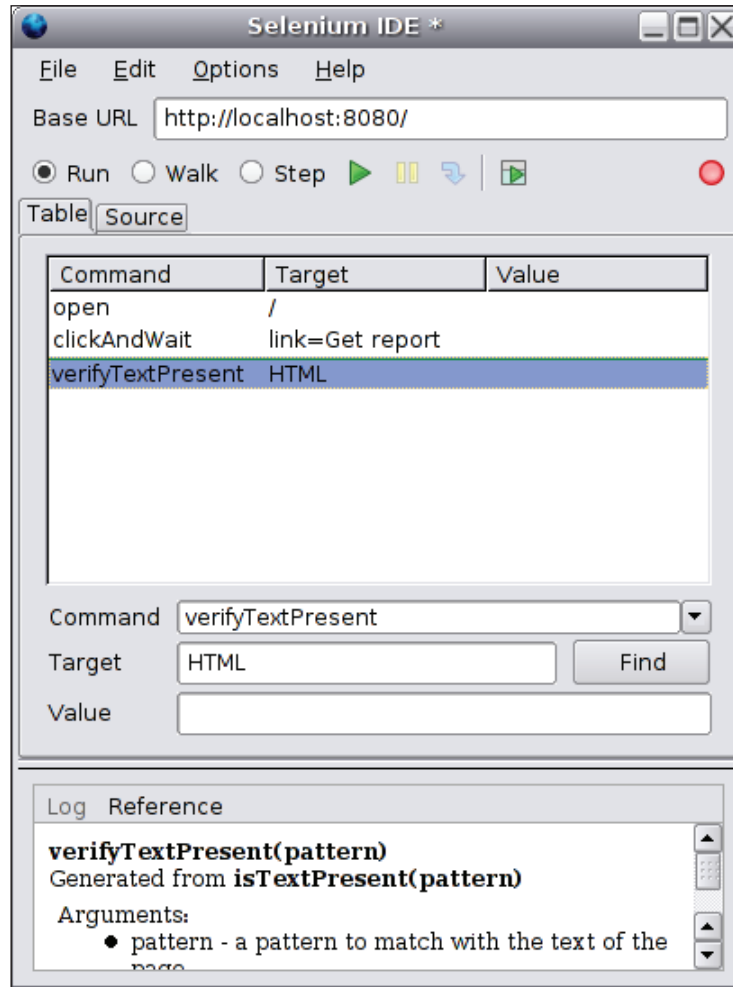 Selenium IDE *
File Edit Options Help
Base URL http://localhost:8080/
Run Walk Step
Table Source
Command Target Value
open /
clickAndWait link=Get report
verifyTextPresent HTML
Command verifyTextPresent
Target HTML Find
Value
Log Reference
verifyTextPresent(pattern)
Generated from isTextPresent(pattern)
Arguments:
● pattern - a pattern to match with the text of the
page